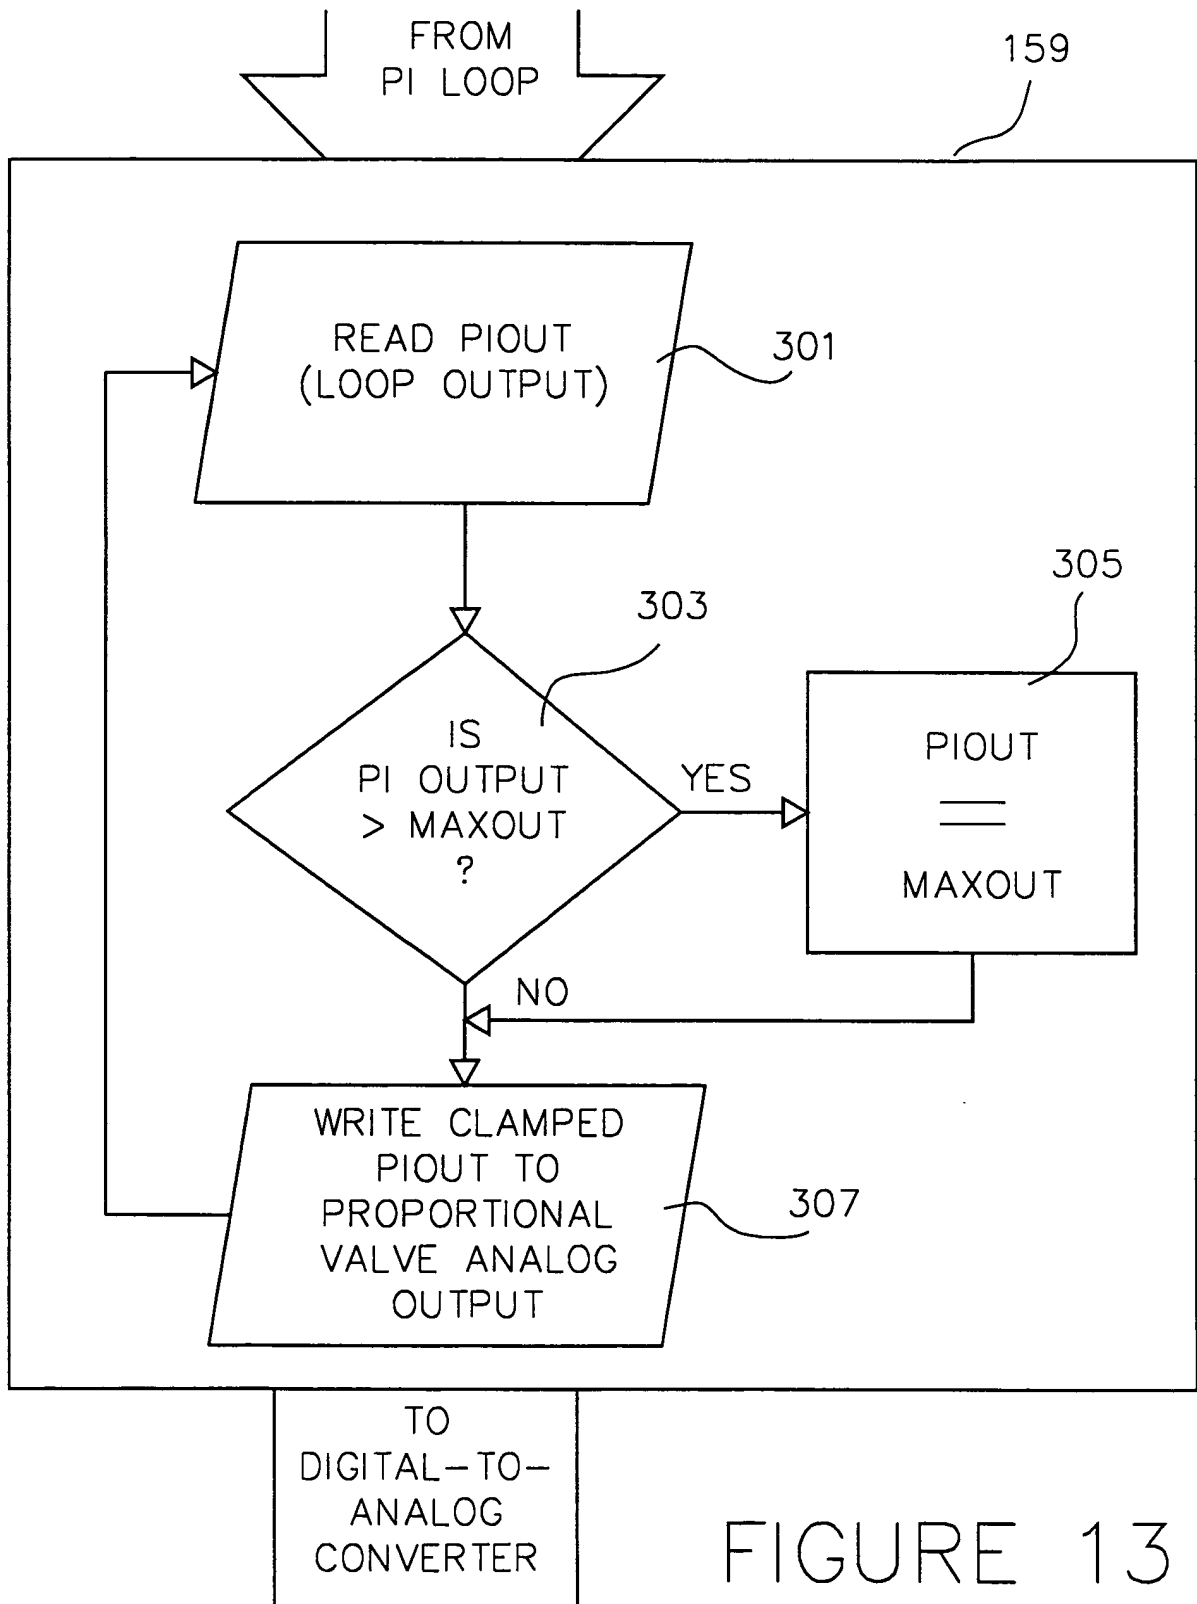 FROM
PI LOOP
159
READ PIOUT
(LOOP OUTPUT)
301
303
305
IS
PI OUTPUT
> MAXOUT
?
YES
PIOUT
=
MAXOUT
NO
WRITE CLAMPED
PIOUT TO
PROPORTIONAL
VALVE ANALOG
OUTPUT
307
TO
DIGITAL-TO-
ANALOG
CONVERTER
FIGURE 13